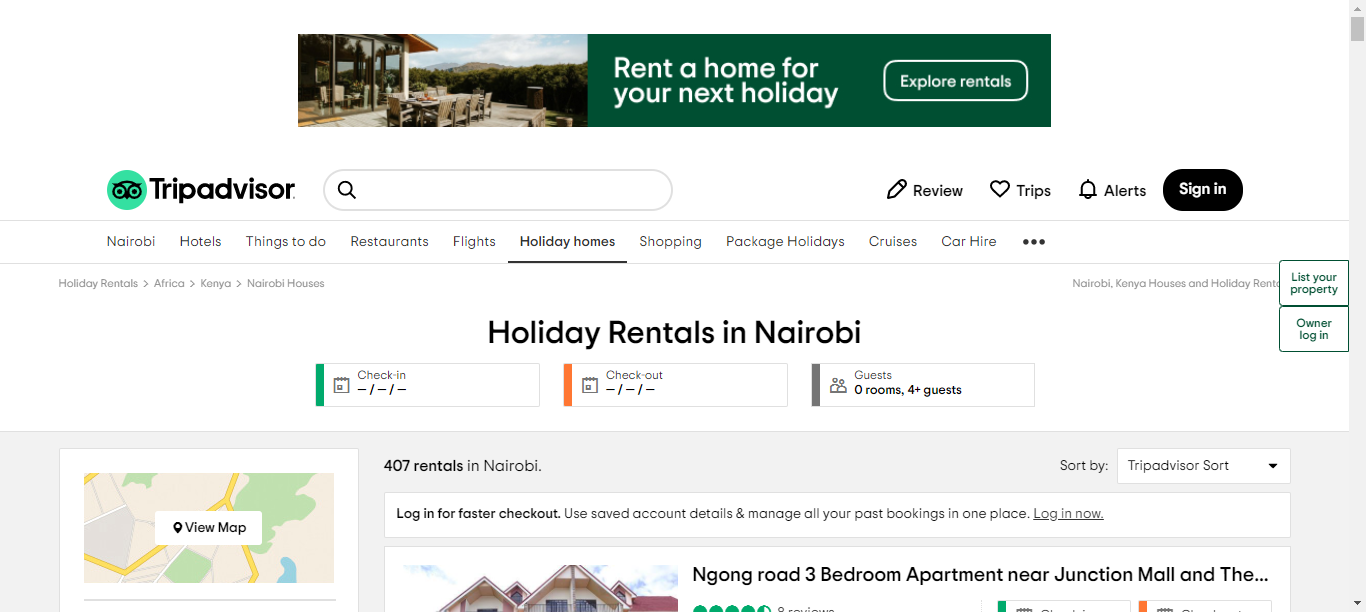 Rent a home for
your next holiday
Explore rentals
Tripadvisor
Review
Trips
Alerts
Sign in
Nairobi
Hotels
Things to do
Restaurants
Flights
Holiday homes
Shopping
Package Holidays
Cruises
Car Hire
Holiday Rentals > Africa > Kenya > Nairobi Houses
Nairobi, Kenya Houses and Holiday Renta
List your
property
Owner
log in
Holiday Rentals in Nairobi
Check-in
– / – / –
Check-out
– / – / –
Guests
0 rooms, 4+ guests
407 rentals in Nairobi.
Sort by:
Tripadvisor Sort
View Map
Log in for faster checkout. Use saved account details & manage all your past bookings in one place. Log in now.
Ngong road 3 Bedroom Apartment near Junction Mall and The...
8 reviews